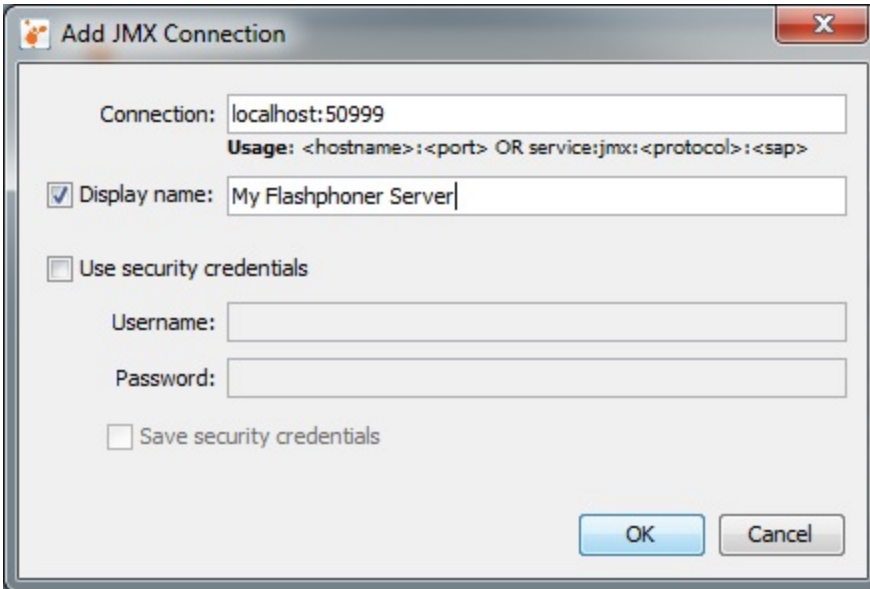 Add JMX Connection
Connection: localhost:50999
Usage: <hostname>:<port> OR service:jmx:<protocol>:<sap>
Display name: My Flashphoner Server
Use security credentials
Username:
Password:
Save security credentials
OK Cancel